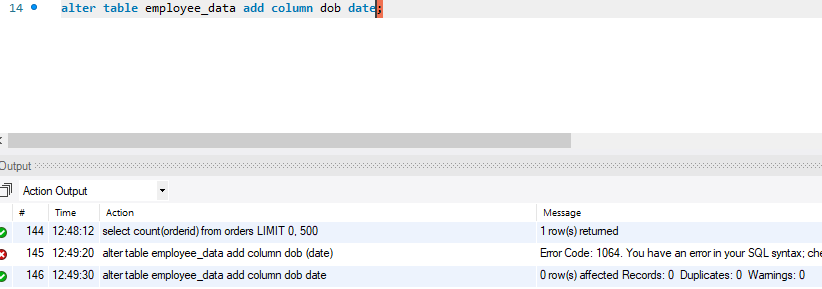 14 alter table employee_data add column dob date;
Output
Action Output
# Time Action Message
144 12:48:12 select count(orderid) from orders LIMIT 0, 500 1 row(s) returned
145 12:49:20 alter table employee_data add column dob (date) Error Code: 1064. You have an error in your SQL syntax; che
146 12:49:30 alter table employee_data add column dob date 0 row(s) affected Records: 0 Duplicates: 0 Warnings: 0